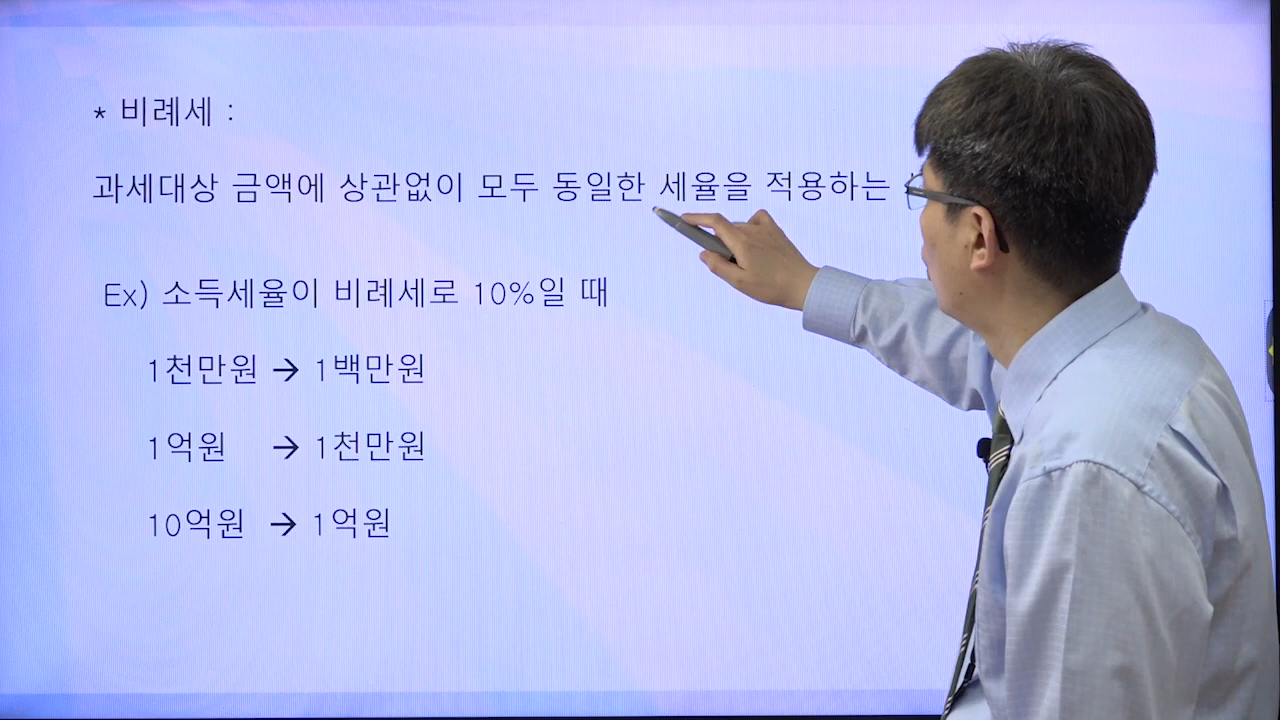 * 비례세 :
과세대상 금액에 상관없이 모두 동일한 세율을 적용하는
Ex) 소득세율이 비례세로 10%일 때
1천만원 → 1백만원
1억원 → 1천만원
10억원 → 1억원